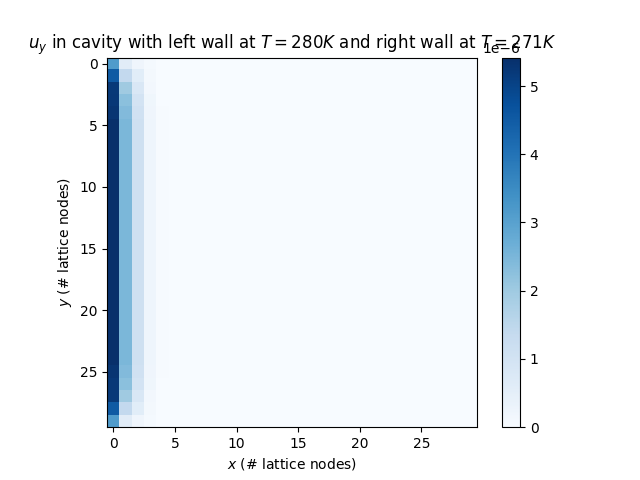 u_y in cavity with left wall at T = 280K and right wall at T = 271K
1e−6
0
5
10
15
20
25
y (# lattice nodes)
0 5 10 15 20 25
x (# lattice nodes)
5
4
3
2
1
0